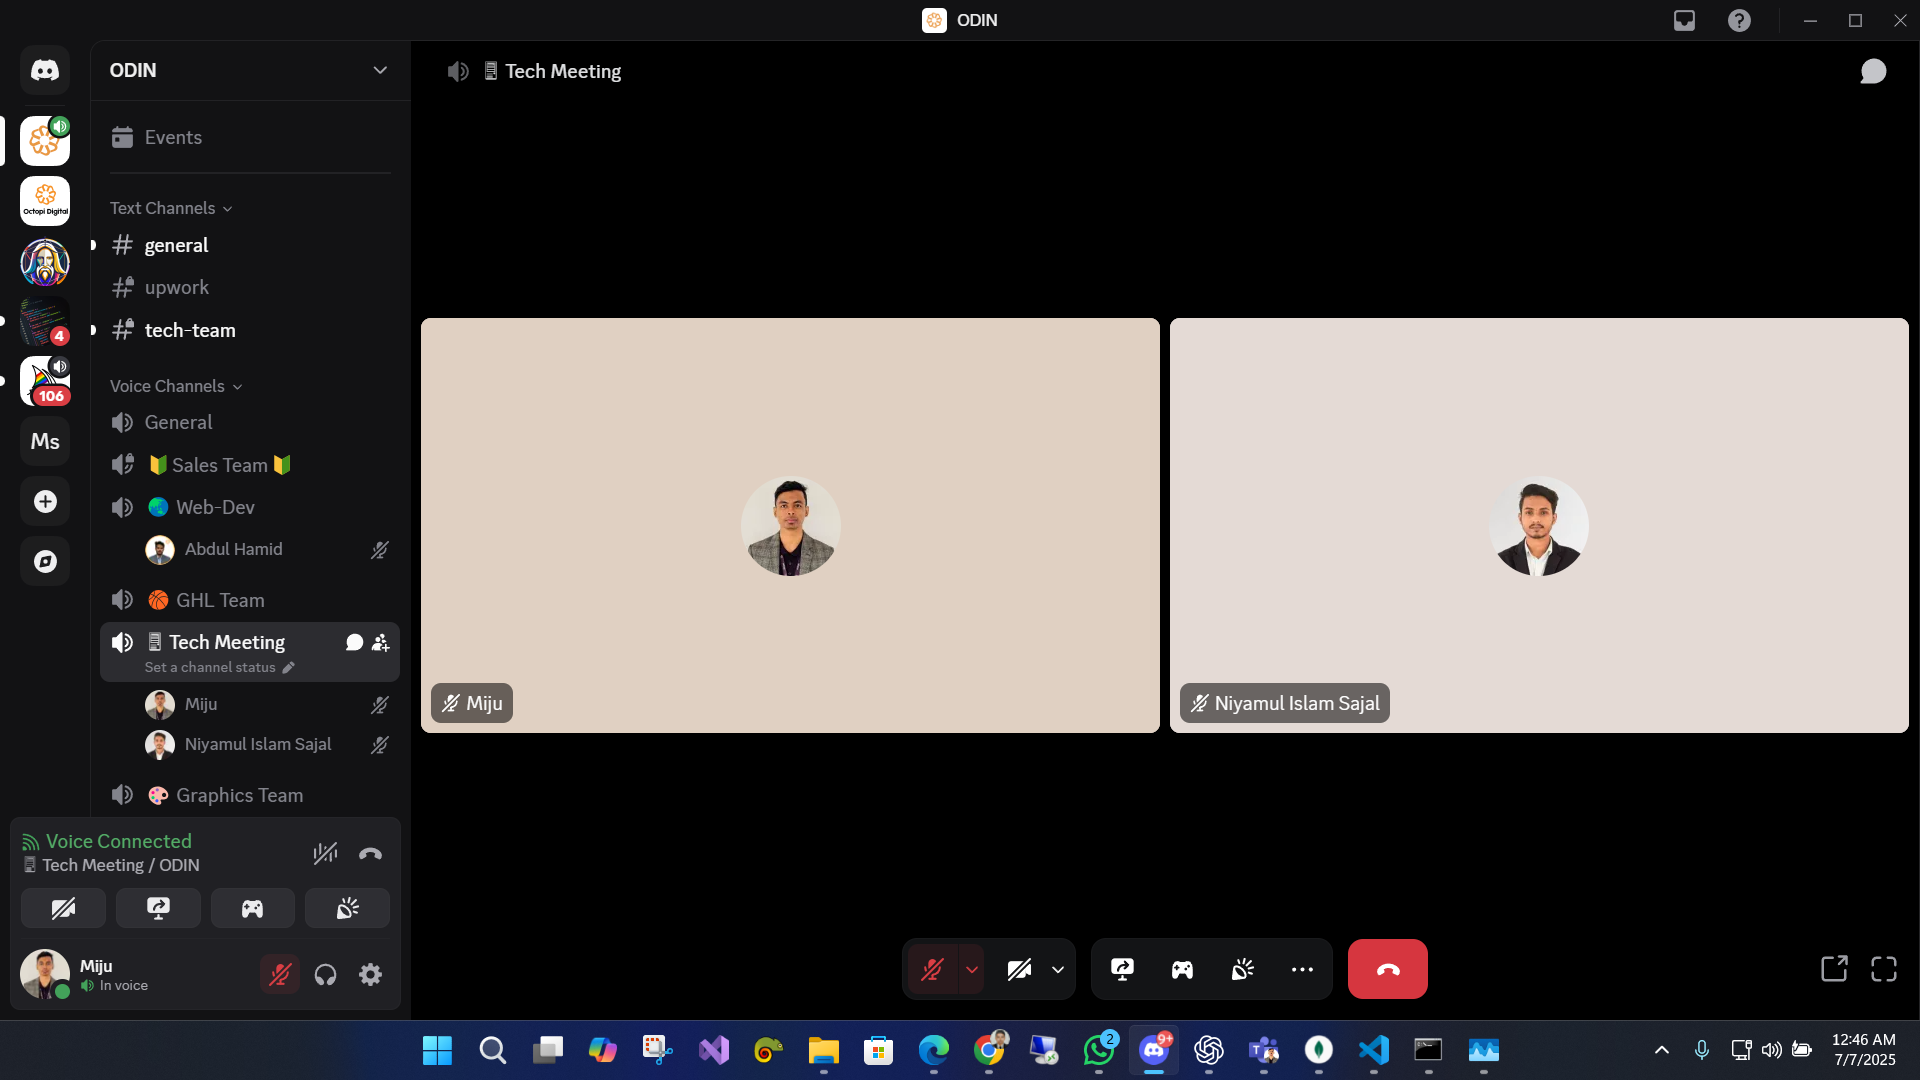 ODIN
ODIN
Events
Text Channels
general
upwork
tech-team
Voice Channels
General
Sales Team
Web-Dev
Abdul Hamid
GHL Team
Tech Meeting
Set a channel status
Miju
Niyamul Islam Sajal
Graphics Team
Voice Connected
Tech Meeting / ODIN
Miju
In voice
Octopi Digital
4
106
Ms
Tech Meeting
Miju
Niyamul Islam Sajal
2
9+
12:46 AM
7/7/2025